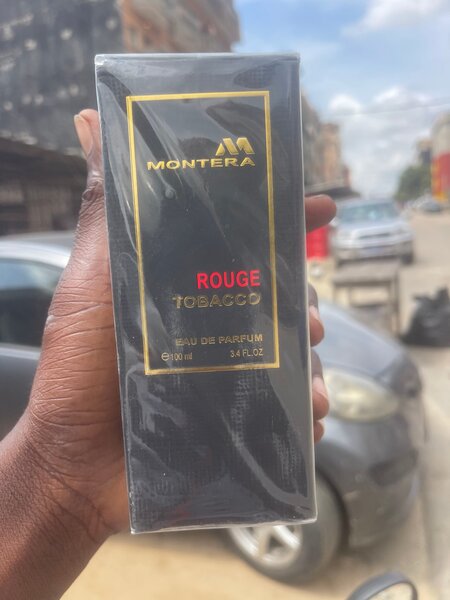 MONTERA
ROUGE
TOBACCO
EAU DE PARFUM
℮100 ml 3.4 FL.OZ